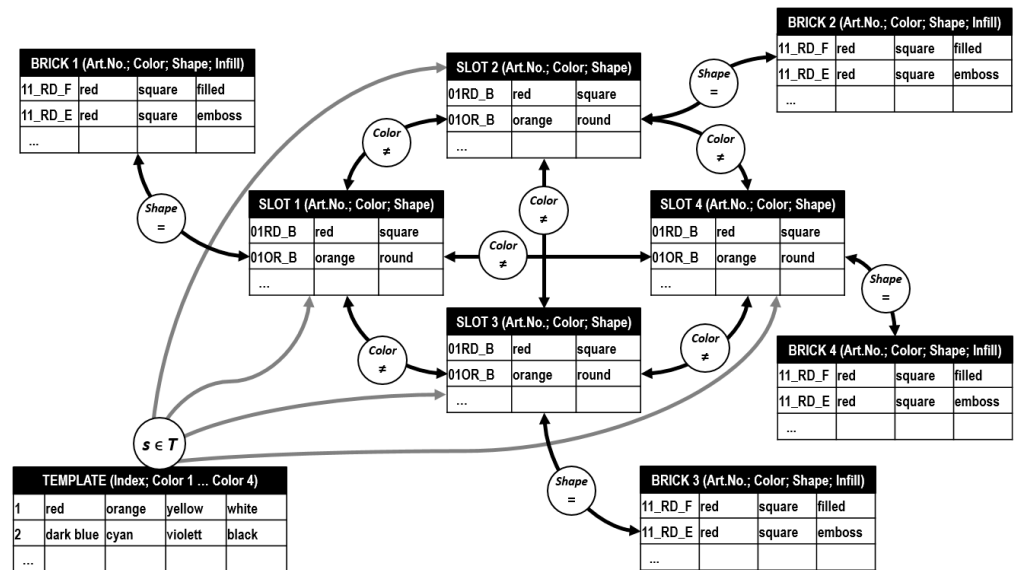 BRICK 2 (Art.No.; Color; Shape; Infill)
11_RD_F red square filled
11_RD_E red square emboss
...
BRICK 1 (Art.No.; Color; Shape; Infill)
11_RD_F red square filled
11_RD_E red square emboss
...
SLOT 2 (Art.No.; Color; Shape)
01RD_B red square
01OR_B orange round
...
Shape
=
Color
≠
Color
≠
Shape
=
SLOT 1 (Art.No.; Color; Shape)
01RD_B red square
01OR_B orange round
...
Color
≠
Color
≠
SLOT 4 (Art.No.; Color; Shape)
01RD_B red square
01OR_B orange round
...
Shape
=
SLOT 3 (Art.No.; Color; Shape)
01RD_B red square
01OR_B orange round
...
Color
≠
Color
≠
BRICK 4 (Art.No.; Color; Shape; Infill)
11_RD_F red square filled
11_RD_E red square emboss
...
s ∈ T
TEMPLATE (Index; Color 1 ... Color 4)
1 red orange yellow white
2 dark blue cyan violett black
...
Shape
=
BRICK 3 (Art.No.; Color; Shape; Infill)
11_RD_F red square filled
11_RD_E red square emboss
...